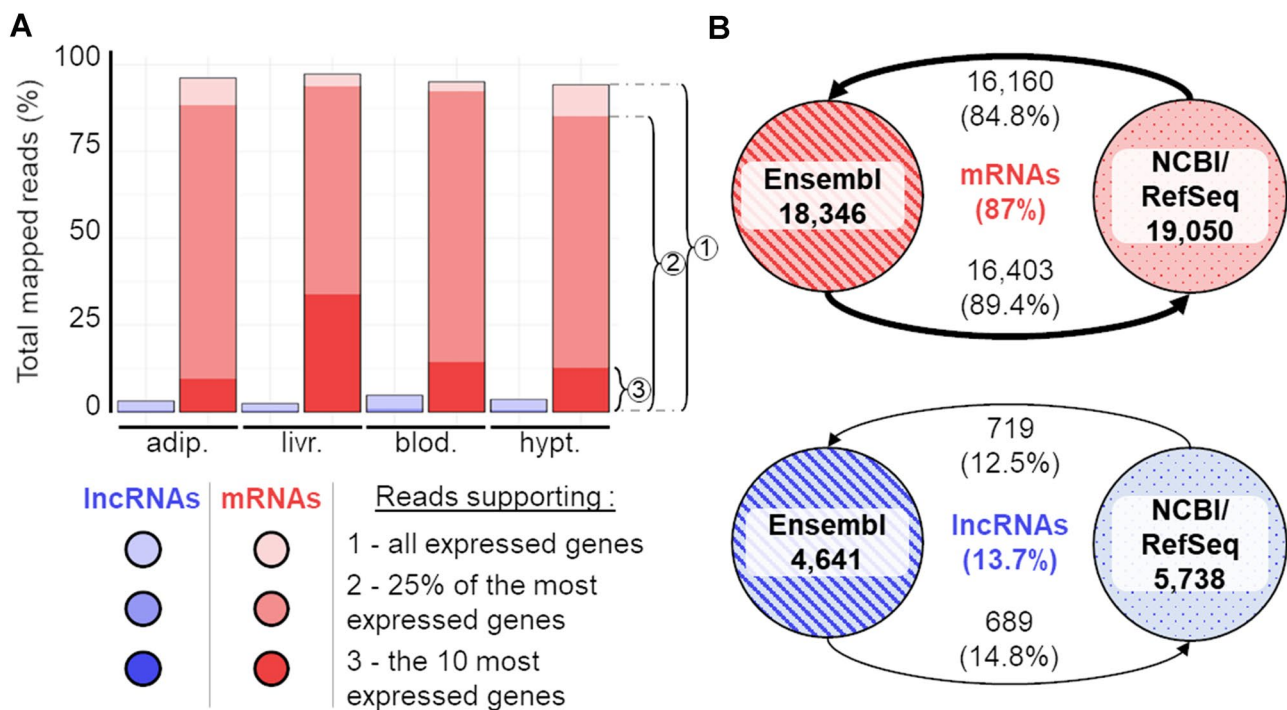 A
Total mapped reads (%)
100
75
50
25
0
1
2
3
adip.
livr.
blod.
hypt.
lncRNAs
mRNAs
Reads supporting :
1 - all expressed genes
2 - 25% of the most
expressed genes
3 - the 10 most
expressed genes
B
16,160
(84.8%)
Ensembl
18,346
mRNAs
(87%)
NCBI/
RefSeq
19,050
16,403
(89.4%)
719
(12.5%)
Ensembl
4,641
lncRNAs
(13.7%)
NCBI/
RefSeq
5,738
689
(14.8%)